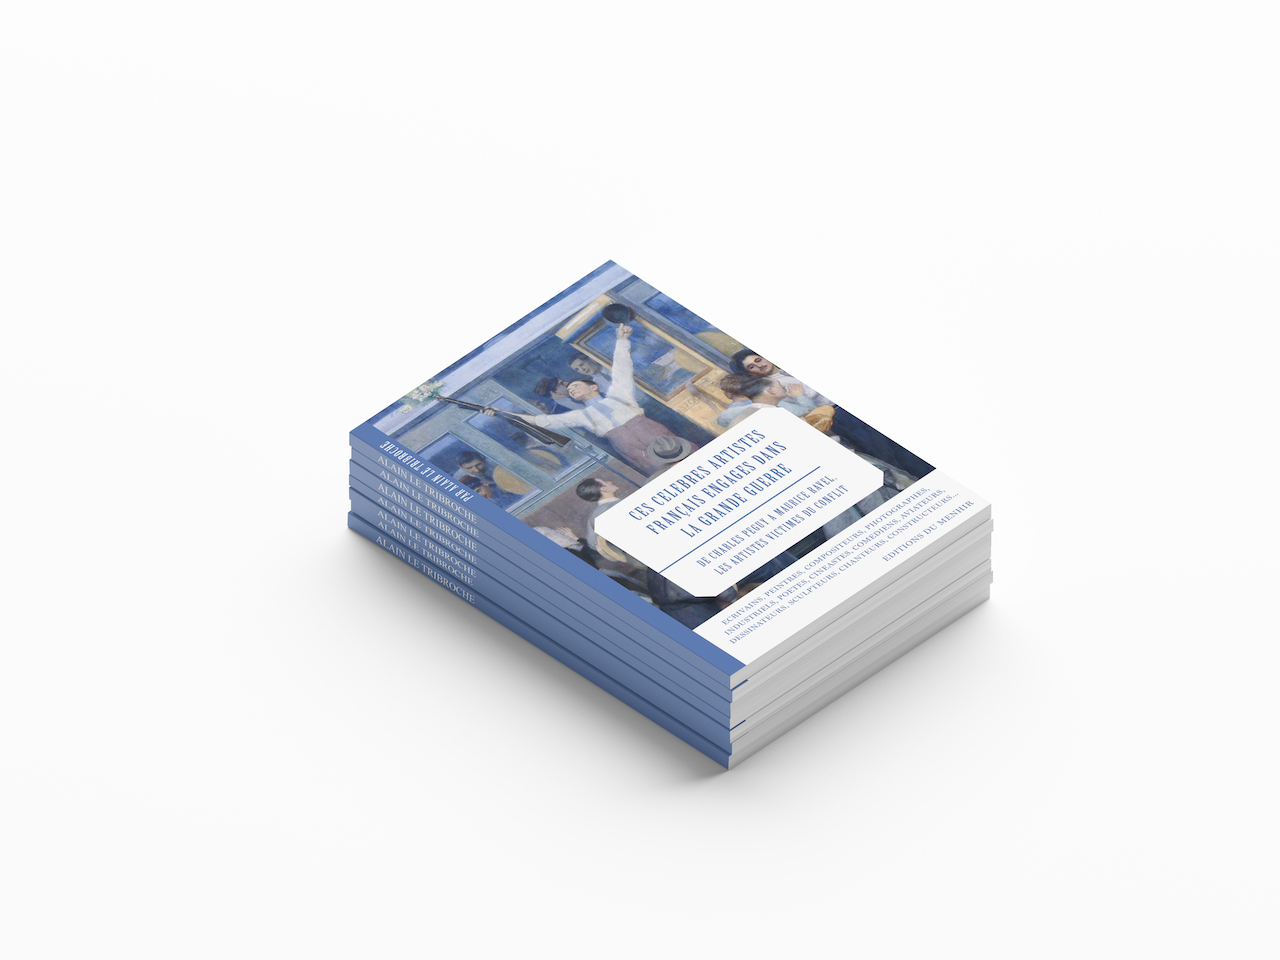 PAR ALAIN LE TRIBROCHE
CES CELEBRES ARTISTES
FRANÇAIS ENGAGES DANS
LA GRANDE GUERRE
DE CHARLES PEGUY A MAURICE RAVEL,
LES ARTISTES VICTIMES DU CONFLIT
ECRIVAINS, PEINTRES, COMPOSITEURS, PHOTOGRAPHES,
INDUSTRIELS, POETES, CINEASTES, COMEDIENS, AVIATEURS,
DESSINATEURS, SCULPTEURS, CHANTEURS, CONSTRUCTEURS...
EDITIONS DU MENHIR
ALAIN LE TRIBROCHE
ALAIN LE TRIBROCHE
ALAIN LE TRIBROCHE
ALAIN LE TRIBROCHE
ALAIN LE TRIBROCHE
ALAIN LE TRIBROCHE
ALAIN LE TRIBROCHE